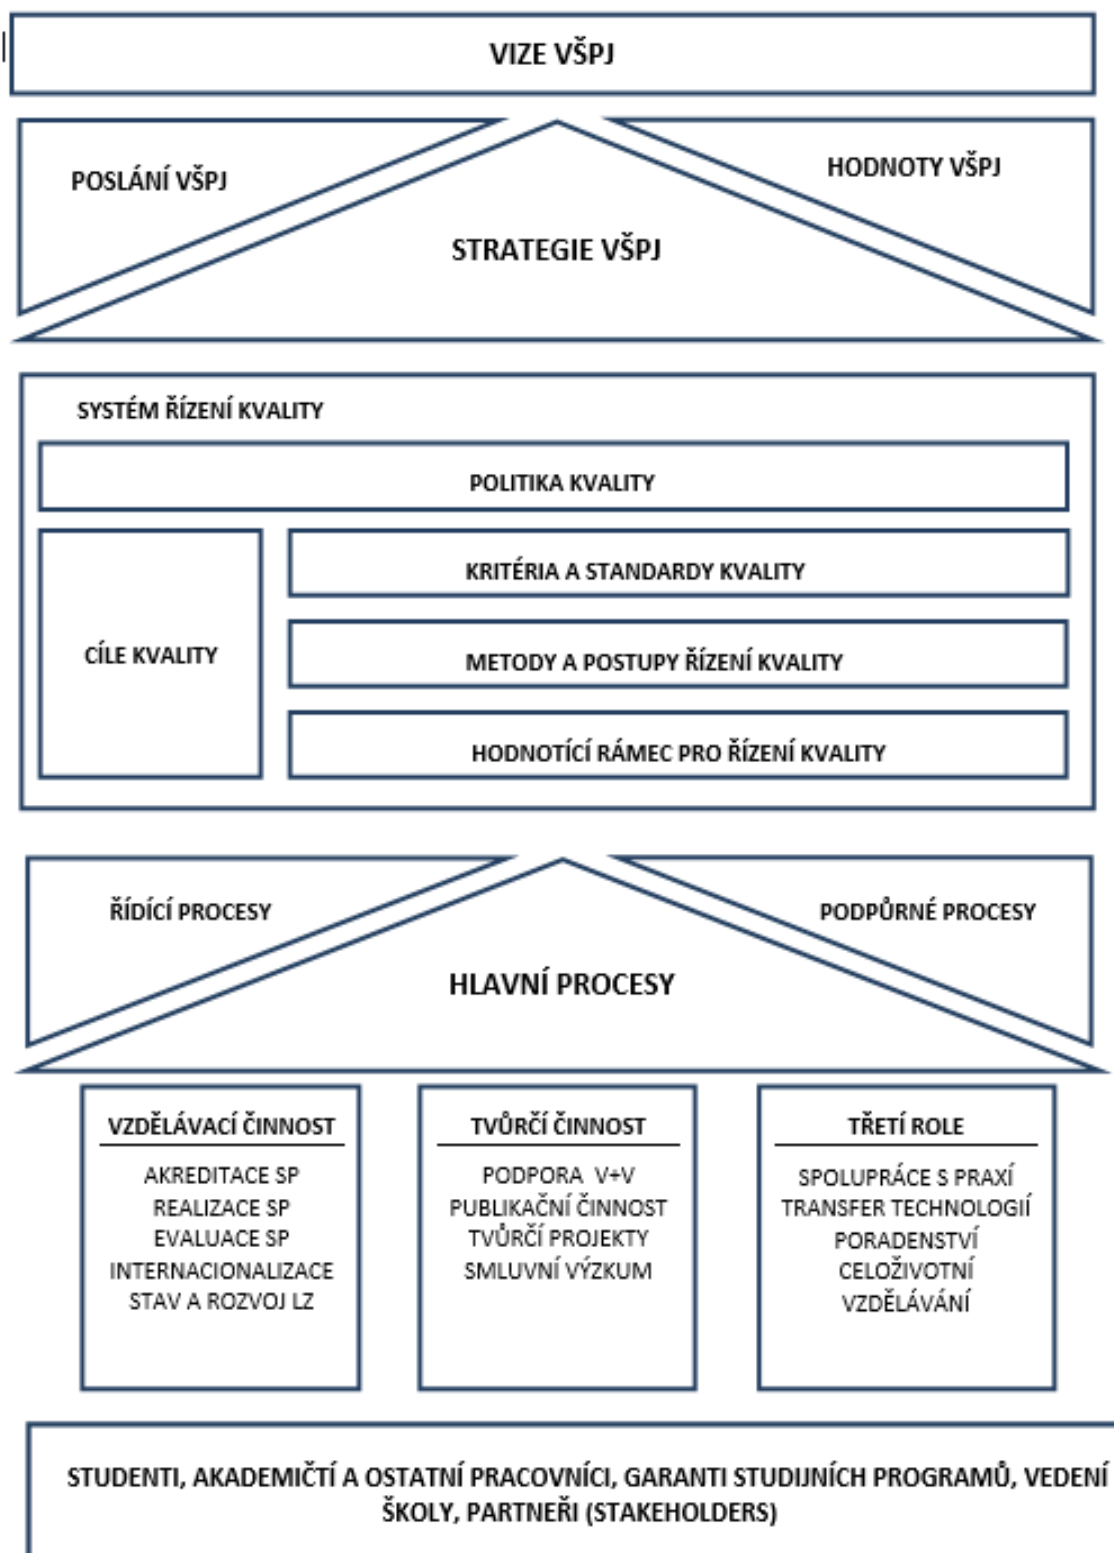 VIZE VŠPJ
POSLÁNÍ VŠPJ
HODNOTY VŠPJ
STRATEGIE VŠPJ
SYSTÉM ŘÍZENÍ KVALITY
POLITIKA KVALITY
CÍLE KVALITY
KRITÉRIA A STANDARDY KVALITY
METODY A POSTUPY ŘÍZENÍ KVALITY
HODNOTÍCÍ RÁMEC PRO ŘÍZENÍ KVALITY
ŘÍDÍCÍ PROCESY
PODPŮRNÉ PROCESY
HLAVNÍ PROCESY
VZDĚLÁVACÍ ČINNOST
AKREDITACE SP
REALIZACE SP
EVALUACE SP
INTERNACIONALIZACE
STAV A ROZVOJ LZ
TVŮRČÍ ČINNOST
PODPORA V+V
PUBLIKAČNÍ ČINNOST
TVŮRČÍ PROJEKTY
SMLUVNÍ VÝZKUM
TŘETÍ ROLE
SPOLUPRÁCE S PRAXÍ
TRANSFER TECHNOLOGIÍ
PORADENSTVÍ
CELOŽIVOTNÍ
VZDĚLÁVÁNÍ
STUDENTI, AKADEMIČTÍ A OSTATNÍ PRACOVNÍCI, GARANTI STUDIJNÍCH PROGRAMŮ, VEDENÍ
ŠKOLY, PARTNEŘI (STAKEHOLDERS)